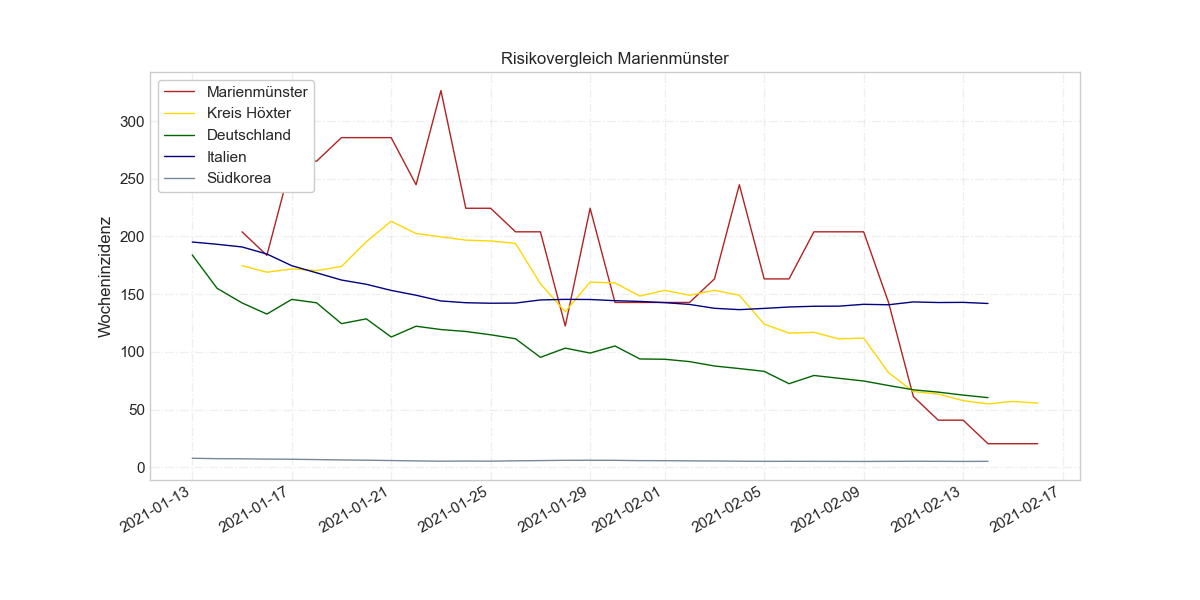 Risikovergleich Marienmünster
Marienmünster
Kreis Höxter
Deutschland
Italien
Südkorea
Wocheninzidenz
300
250
200
150
100
50
0
2021-01-13
2021-01-17
2021-01-21
2021-01-25
2021-01-29
2021-02-01
2021-02-05
2021-02-09
2021-02-13
2021-02-17